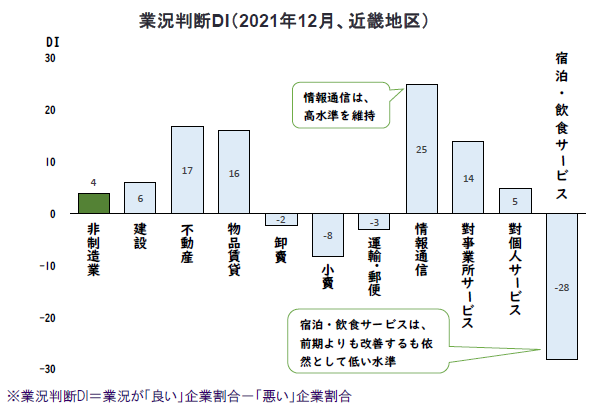 業況判断DI(2021年12月、近畿地区)
DI
30
20
10
0
-10
-20
-30
4
6
17
16
-2
-8
-3
25
14
5
-28
非製造業
建設
不動産
物品賃貸
卸賣
小賣
運輸・郵便
情報通信
對事業所サービス
對個人サービス
宿泊・飲食サービス
情報通信は、
高水準を維持
宿泊・飲食サービスは、
前期よりも改善するも依
然として低い水準
※業況判断DI=業況が「良い」企業割合-「悪い」企業割合